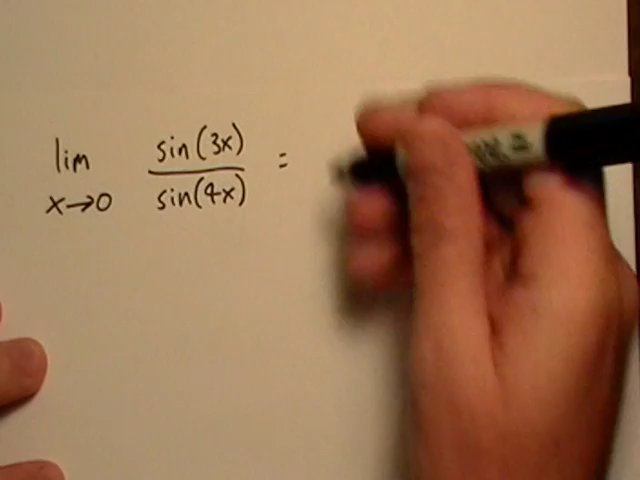 lim sin(3x) =
x→0 sin(4x)